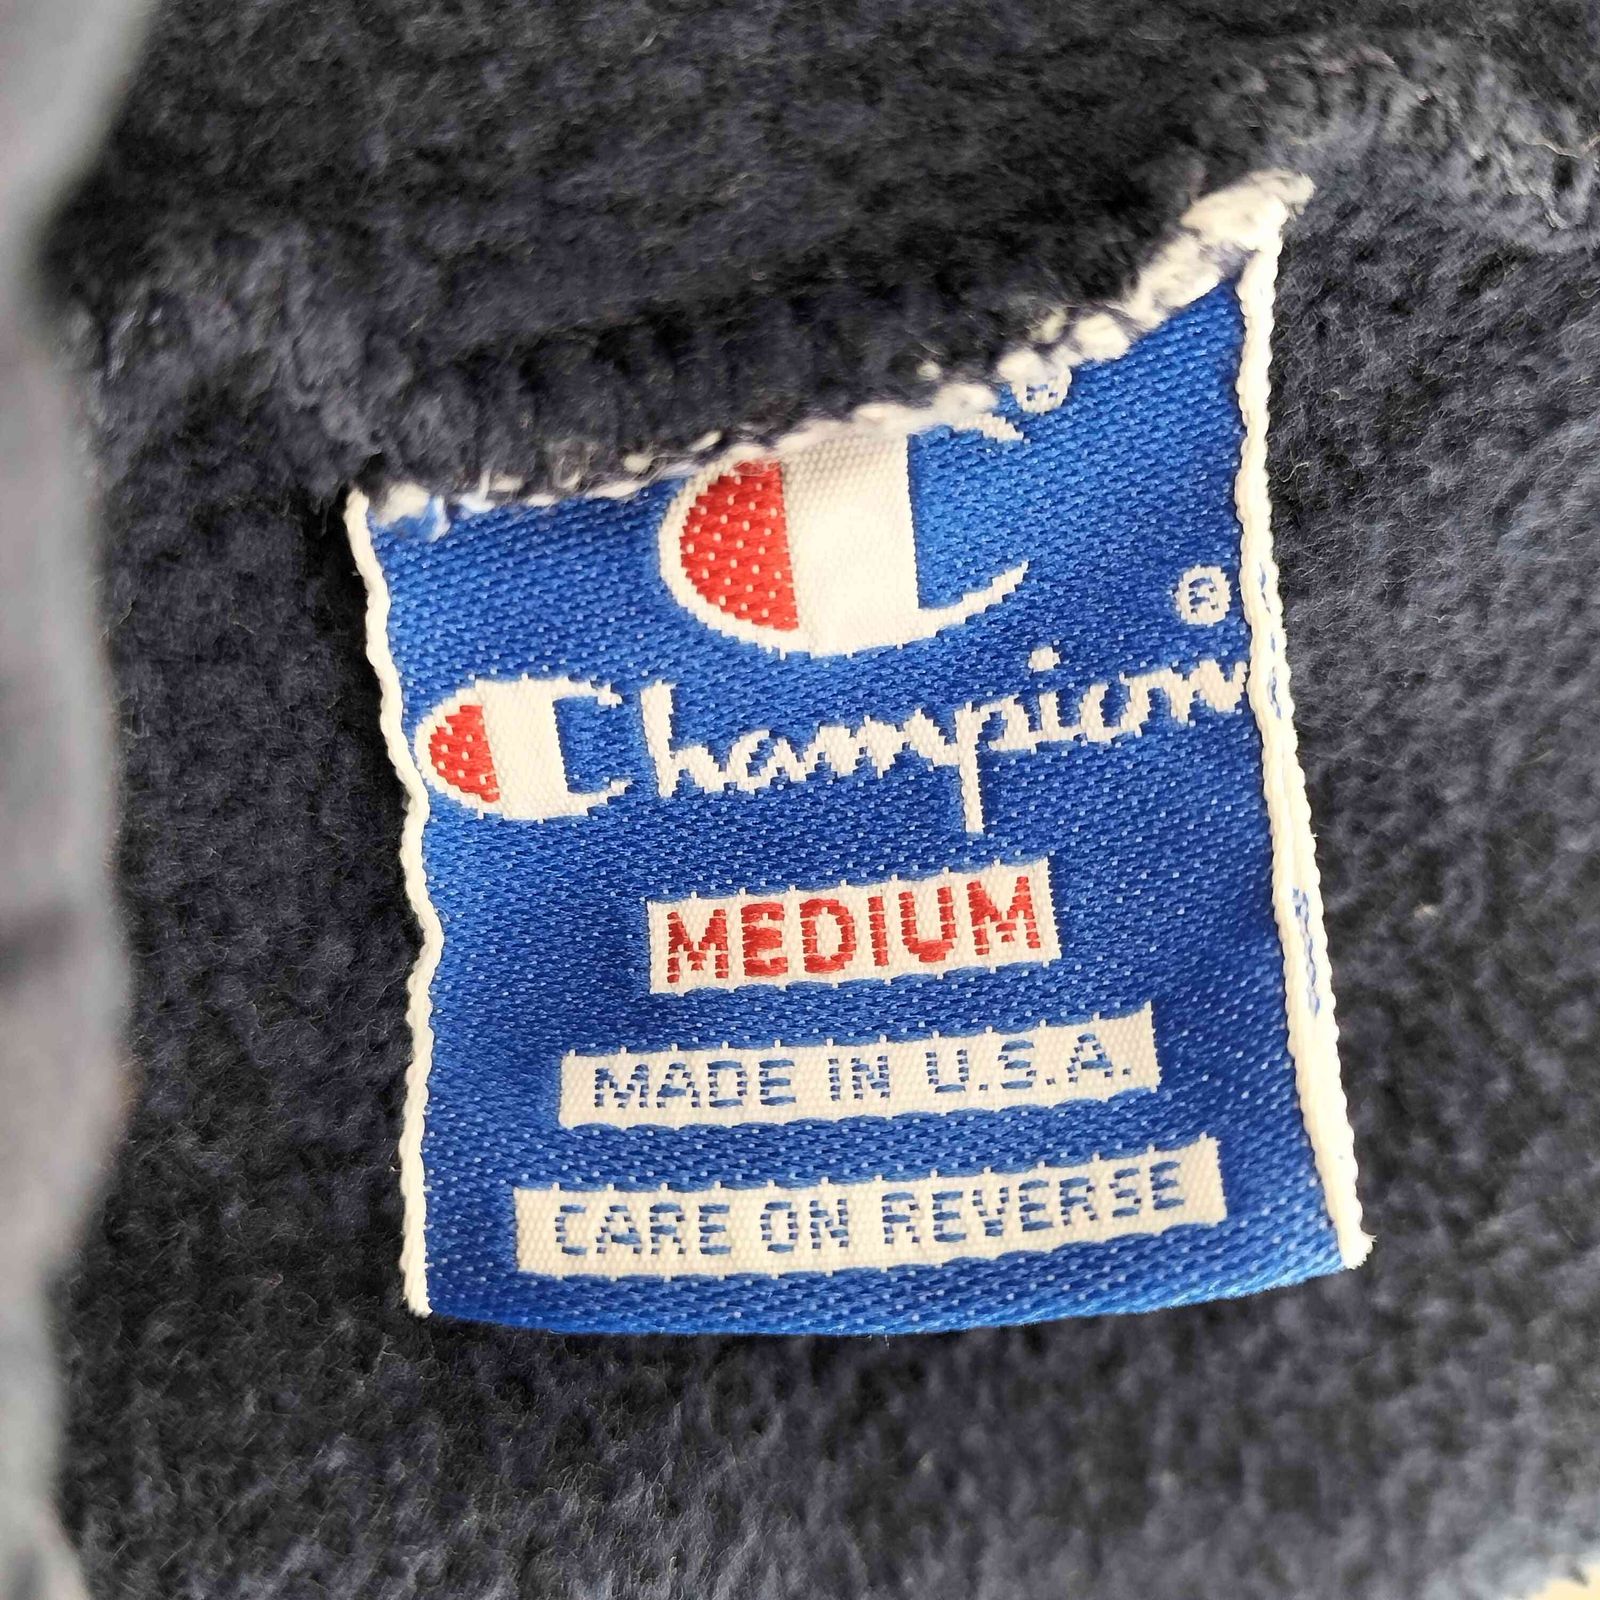 ®
Champion®
MEDIUM
MADE IN U.S.A.
CARE ON REVERSE